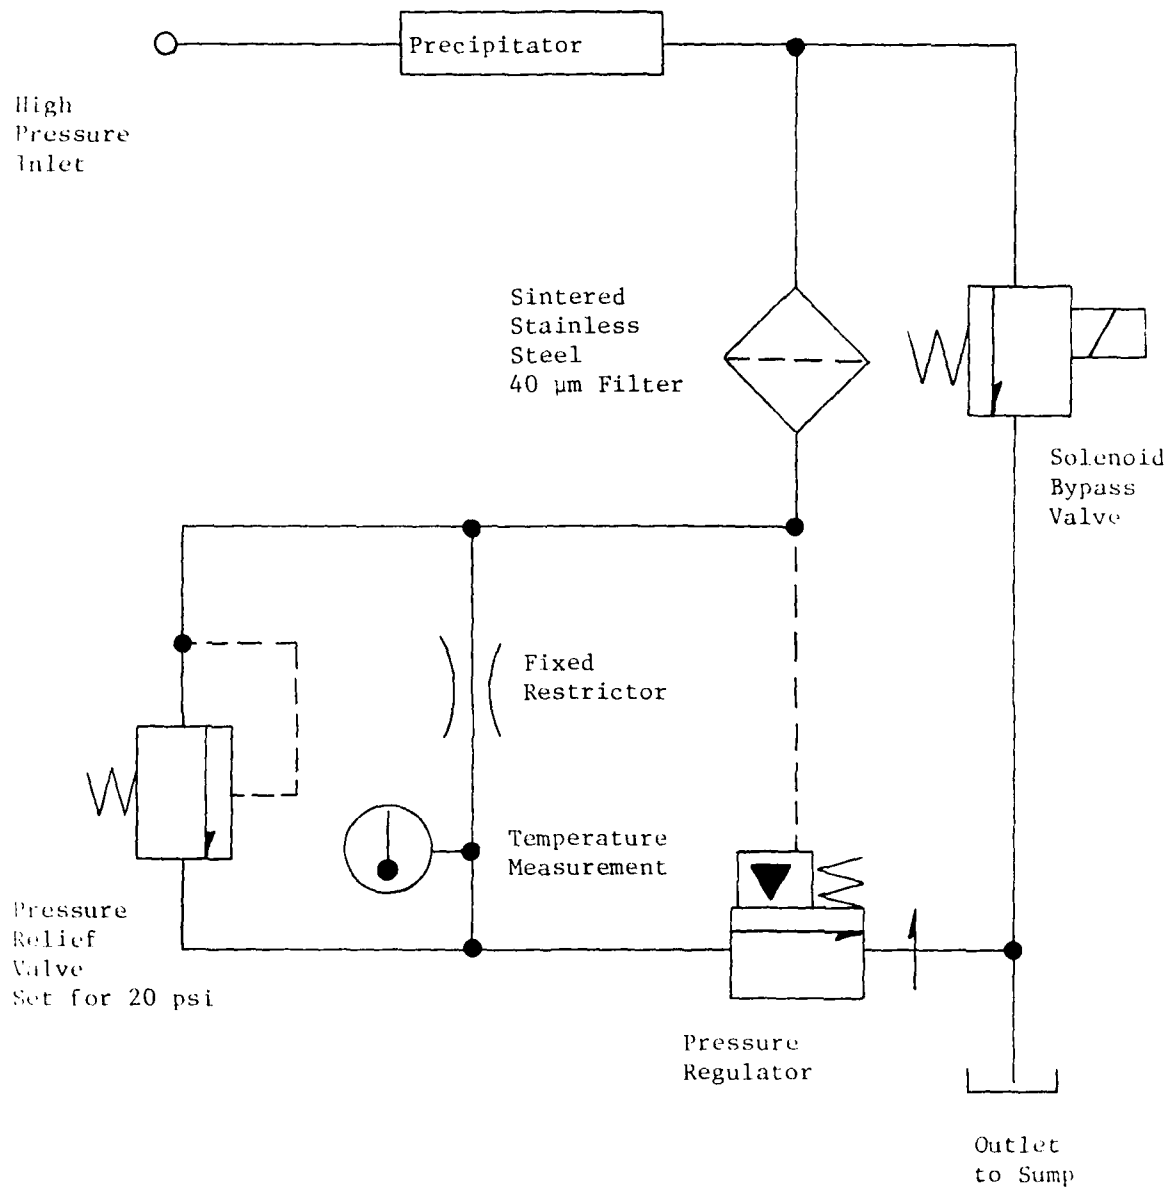 Precipitator
High
Pressure
Inlet
Sintered
Stainless
Steel
40 µm Filter
Solenoid
Bypass
Valve
Fixed
Restrictor
Temperature
Measurement
Pressure
Relief
Valve
Set for 20 psi
Pressure
Regulator
Outlet
to Sump